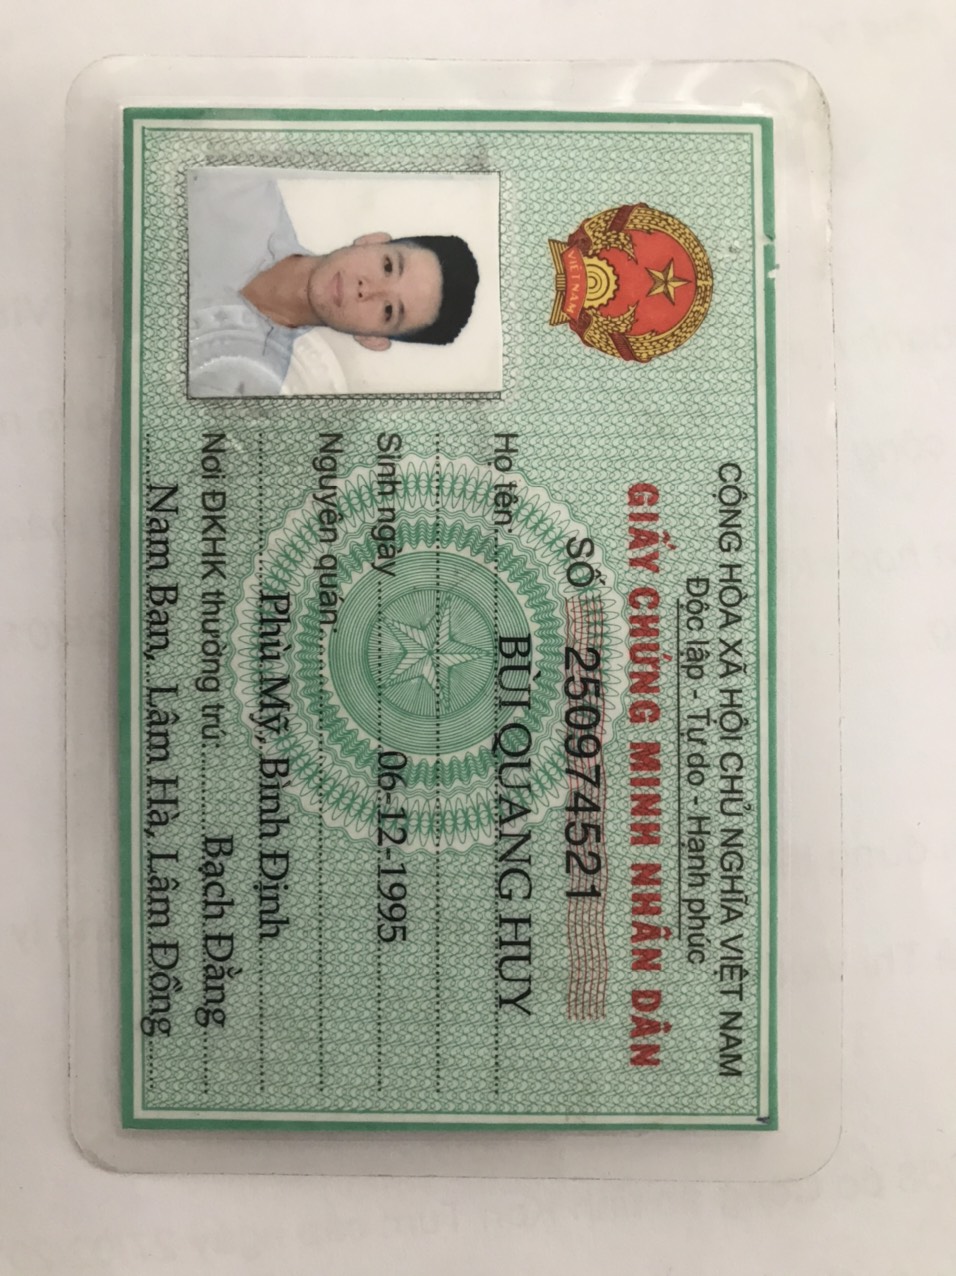 CỘNG HÒA XÃ HỘI CHỦ NGHĨA VIỆT NAM
Độc lập - Tự do - Hạnh phúc
GIẤY CHỨNG MINH NHÂN DÂN
SỐ 250974521
Họ tên: BÙI QUANG HUY
Sinh ngày 06-12-1995
Nguyên quán:
Phù Mỹ, Bình Định
Nơi ĐKHK thường trú: Bạch Đằng
Nam Ban, Lâm Hà, Lâm Đồng
VIỆT NAM